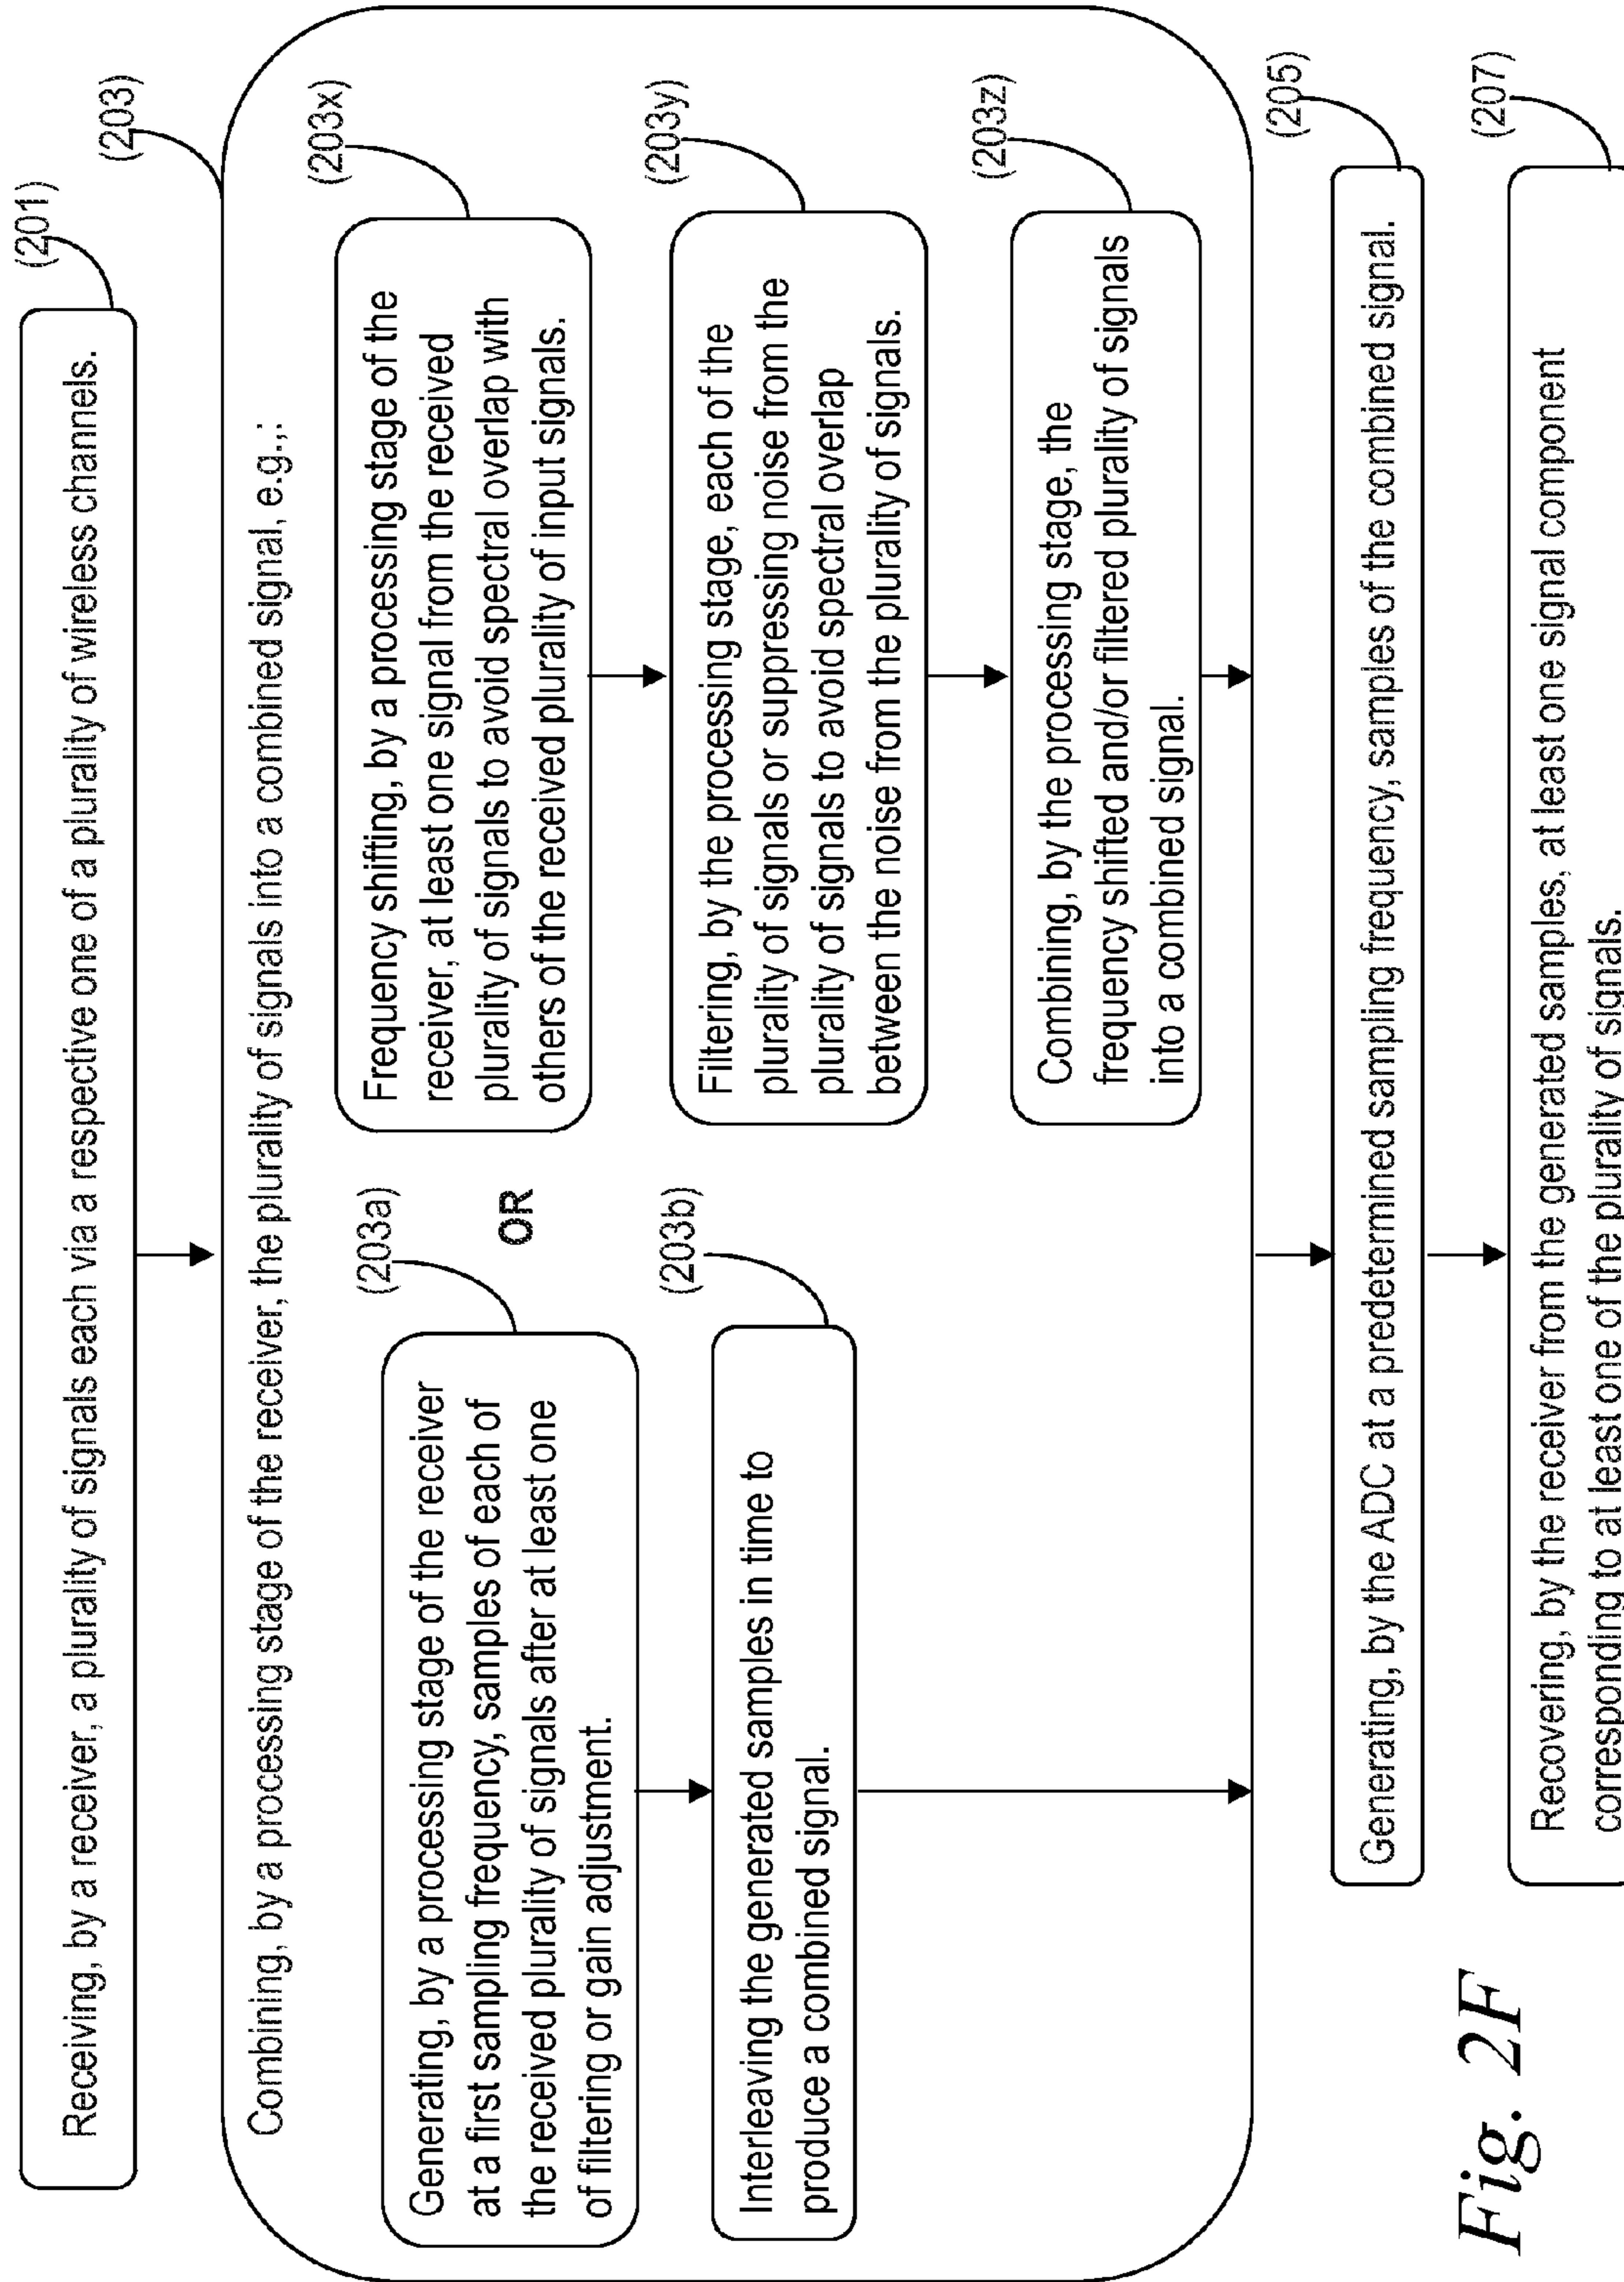 (201)
Receiving, by a receiver, a plurality of signals each via a respective one of a plurality of wireless channels.
(203)
Combining, by a processing stage of the receiver, the plurality of signals into a combined signal, e.g.,:
(203a)
Generating, by a processing stage of the receiver
at a first sampling frequency, samples of each of
the received plurality of signals after at least one
of filtering or gain adjustment.
(203b)
Interleaving the generated samples in time to
produce a combined signal.
OR
(203x)
Frequency shifting, by a processing stage of the
receiver, at least one signal from the received
plurality of signals to avoid spectral overlap with
others of the received plurality of input signals.
(203y)
Filtering, by the processing stage, each of the
plurality of signals or suppressing noise from the
plurality of signals to avoid spectral overlap
between the noise from the plurality of signals.
(203z)
Combining, by the processing stage, the
frequency shifted and/or filtered plurality of signals
into a combined signal.
(205)
Generating, by the ADC at a predetermined sampling frequency, samples of the combined signal.
(207)
Recovering, by the receiver from the generated samples, at least one signal component
corresponding to at least one of the plurality of signals.
Fig. 2F